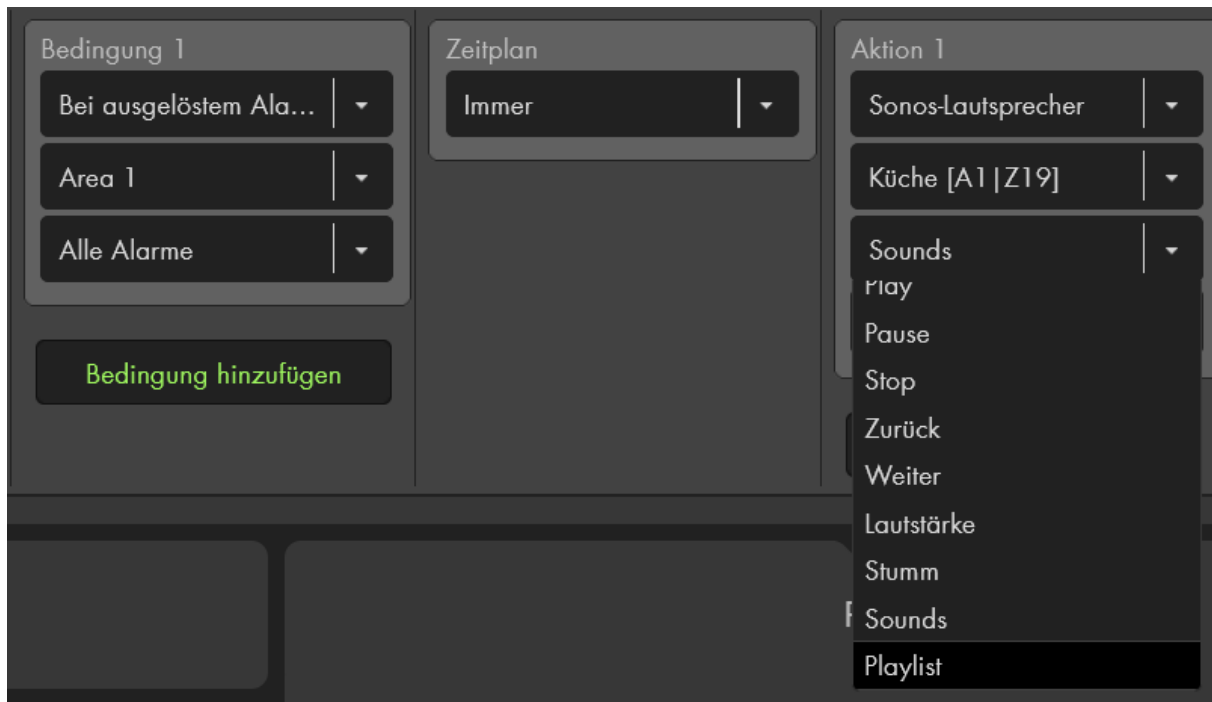 Bedingung 1
Bei ausgelöstem Ala...
Area 1
Alle Alarme
Bedingung hinzufügen
Zeitplan
Immer
Aktion 1
Sonos-Lautsprecher
Küche [A1|Z19]
Sounds
Play
Pause
Stop
Zurück
Weiter
Lautstärke
Stumm
Sounds
Playlist